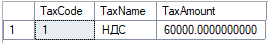 TaxCode TaxName TaxAmount
1 1 НДС 60000.0000000000